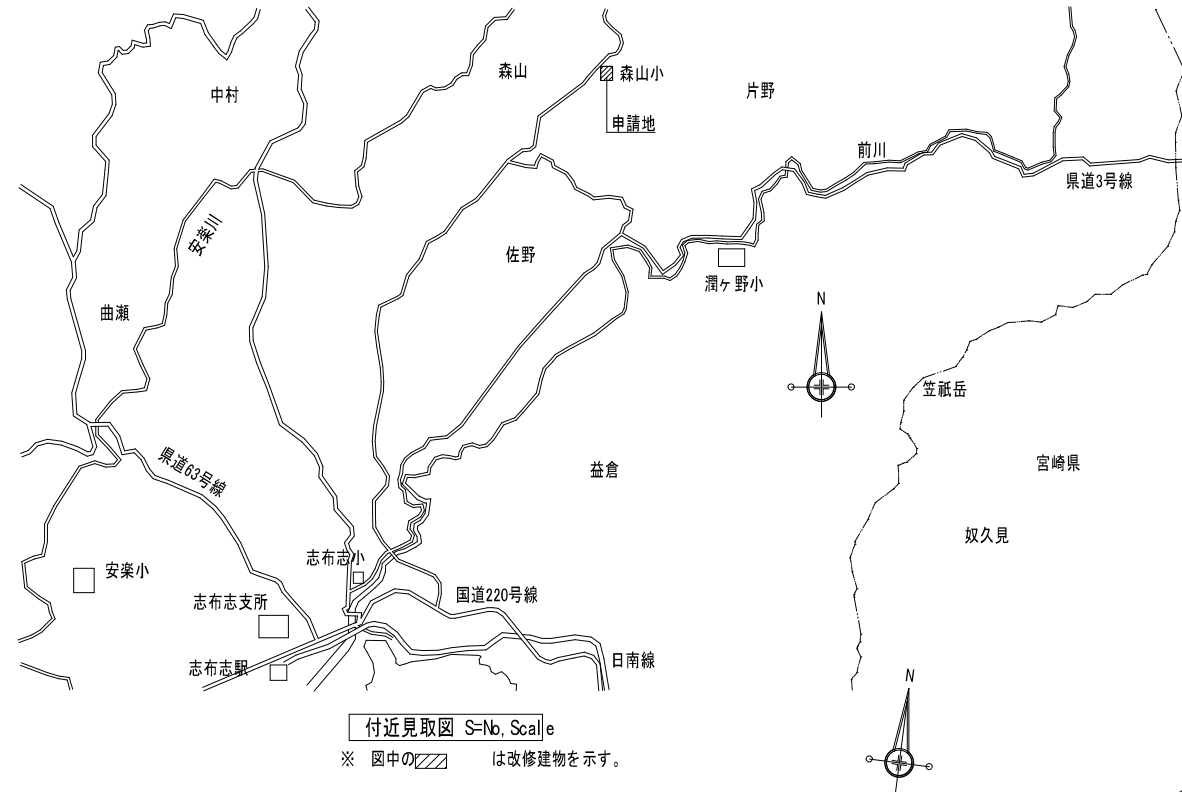 森山
森山小
片野
中村
申請地
前川
県道3号線
安楽川
佐野
潤ヶ野小
N
曲瀬
笠祇岳
県道63号線
益倉
宮崎県
奴久見
志布志小
安楽小
志布志支所
国道220号線
志布志駅
日南線
N
付近見取図 S=No,Scale
※ 図中の は改修建物を示す。